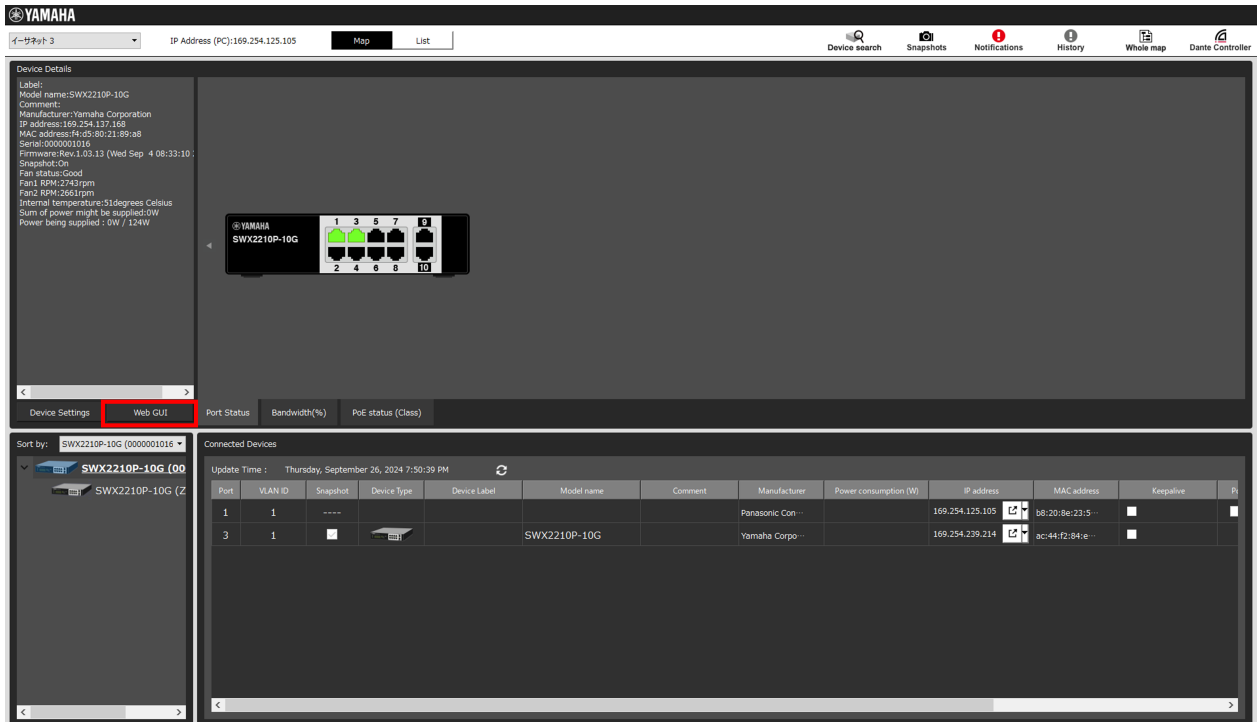 YAMAHA
イーサネット 3 IP Address (PC):169.254.125.105 Map List Device search Snapshots Notifications History Whole map Dante Controller
Device Details
Label:
Model name:SWX2210P-10G
Comment:
Manufacturer:Yamaha Corporation
IP address:169.254.137.168
MAC address:f4:d5:80:21:89:a8
Serial:0000001016
Firmware:Rev.1.03.13 (Wed Sep 4 08:33:10
Snapshot:On
Fan status:Good
Fan1 RPM:2743rpm
Fan2 RPM:2661rpm
Internal temperature:51degrees Celsius
Sum of power might be supplied:0W
Power being supplied : 0W / 124W
1 3 5 7 9
YAMAHA
SWX2210P-10G
2 4 6 8 10
Device Settings Web GUI Port Status Bandwidth(%) PoE status (Class)
Sort by: SWX2210P-10G (0000001016
SWX2210P-10G (00
SWX2210P-10G (Z
Connected Devices
Update Time : Thursday, September 26, 2024 7:50:39 PM
Port VLAN ID Snapshot Device Type Device Label Model name Comment Manufacturer Power consumption (W) IP address MAC address Keepalive
1 1 ---- Panasonic Con··· 169.254.125.105 b8:20:8e:23:5···
3 1 SWX2210P-10G Yamaha Corpo··· 169.254.239.214 ac:44:f2:84:e···